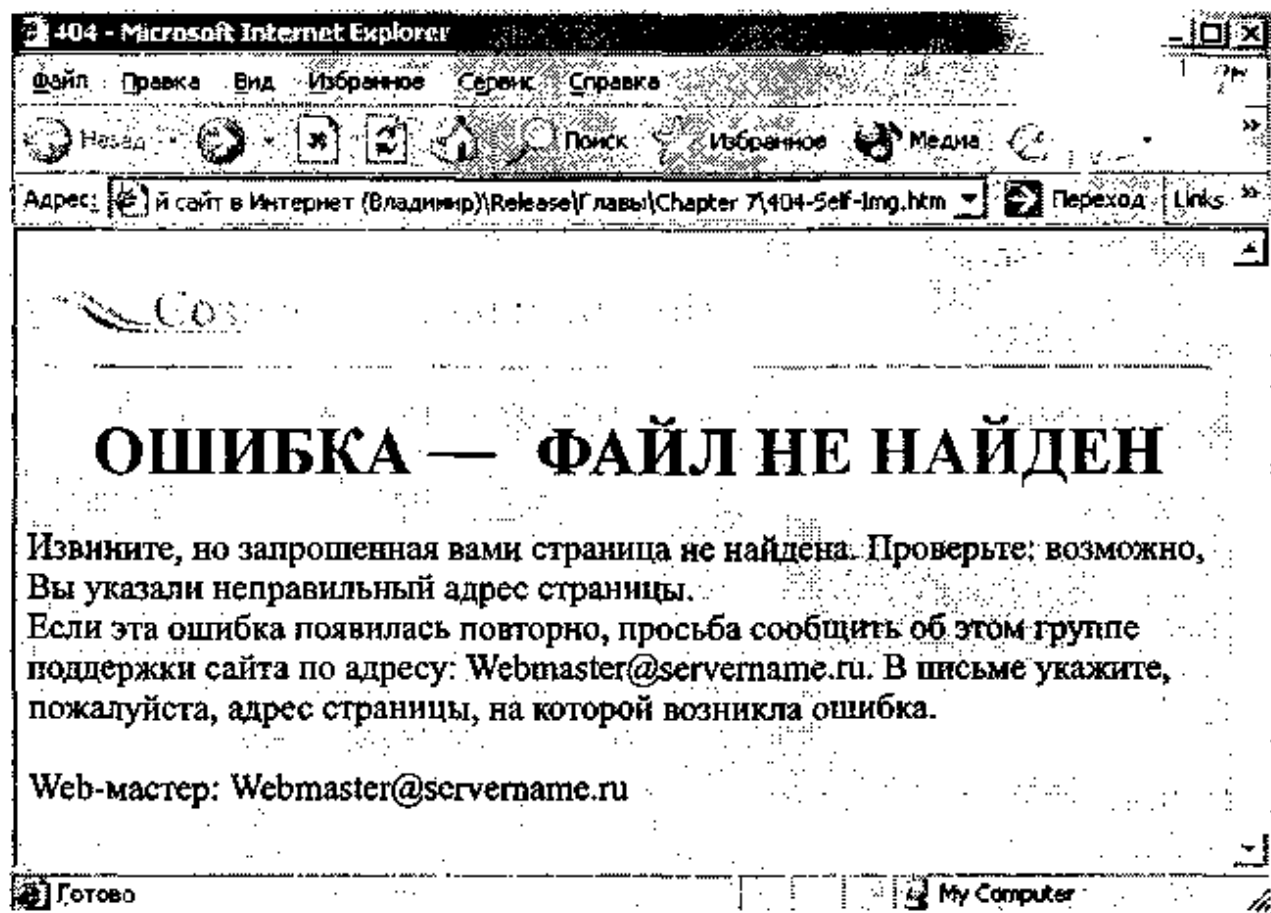 404 - Microsoft Internet Explorer
Файл Правка Вид Избранное Сервис Справка
Назад Поиск Избранное Медиа
Адрес: й сайт в Интернет (Владимир)\Release\Главы\Chapter 7\404-Self-Img.htm Переход Links
ОШИБКА — ФАЙЛ НЕ НАЙДЕН
Извините, но запрошенная вами страница не найдена. Проверьте: возможно,
Вы указали неправильный адрес страницы.
Если эта ошибка появилась повторно, просьба сообщить об этом группе
поддержки сайта по адресу: Webmaster@servername.ru. В письме укажите,
пожалуйста, адрес страницы, на которой возникла ошибка.
Web-мастер: Webmaster@servername.ru
Готово My Computer